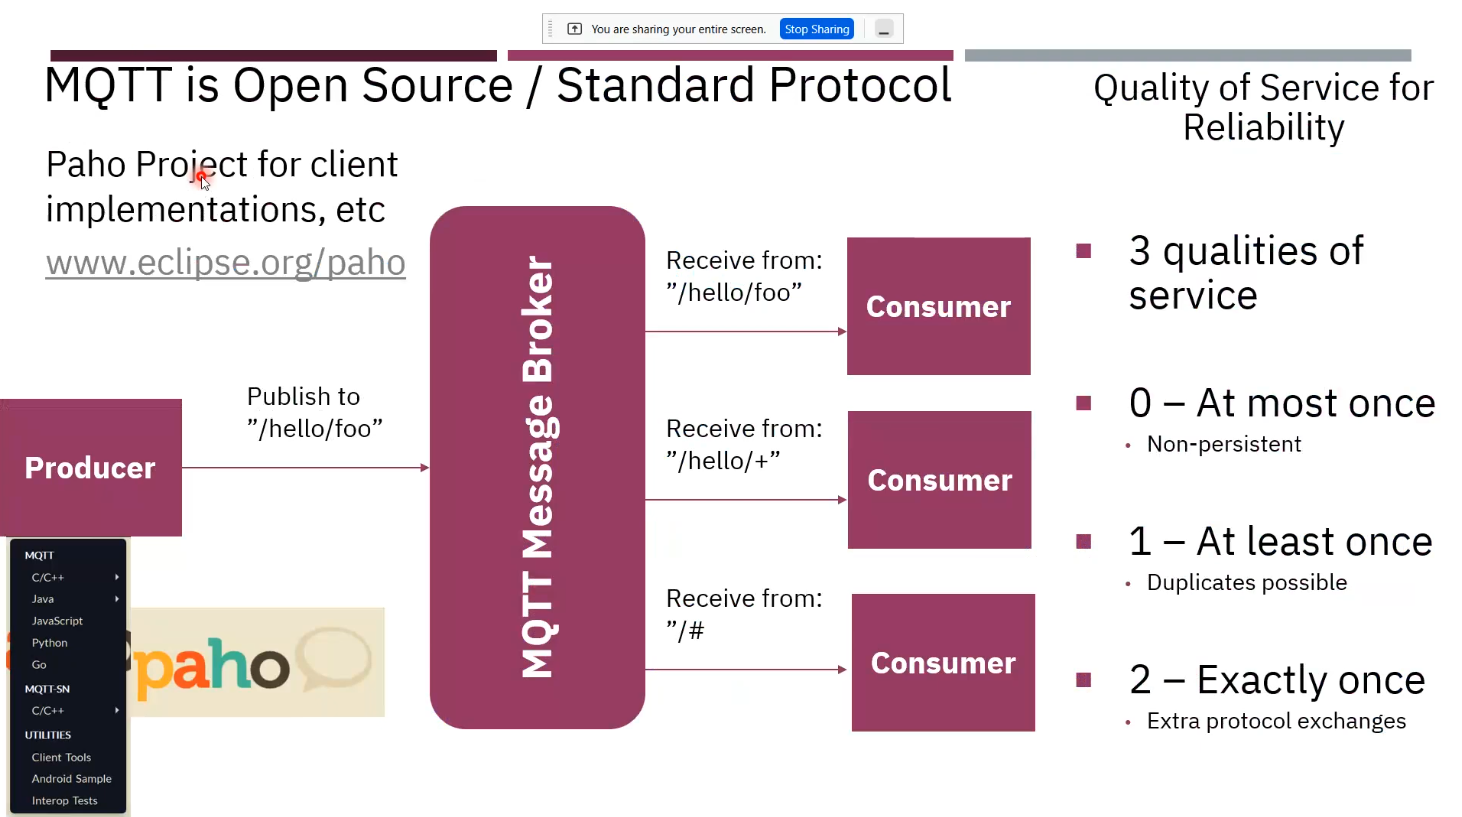 You are sharing your entire screen.
Stop Sharing
MQTT is Open Source / Standard Protocol
Paho Project for client
implementations, etc
www.eclipse.org/paho
Producer
Publish to
”/hello/foo”
MQTT Message Broker
Receive from:
”/hello/foo”
Consumer
Receive from:
”/hello/+”
Consumer
Receive from:
”/#
Consumer
MQTT
C/C++
Java
JavaScript
Python
Go
MQTT-SN
C/C++
UTILITIES
Client Tools
Android Sample
Interop Tests
paho
Quality of Service for
Reliability
3 qualities of
service
0 – At most once
Non-persistent
1 – At least once
Duplicates possible
2 – Exactly once
Extra protocol exchanges